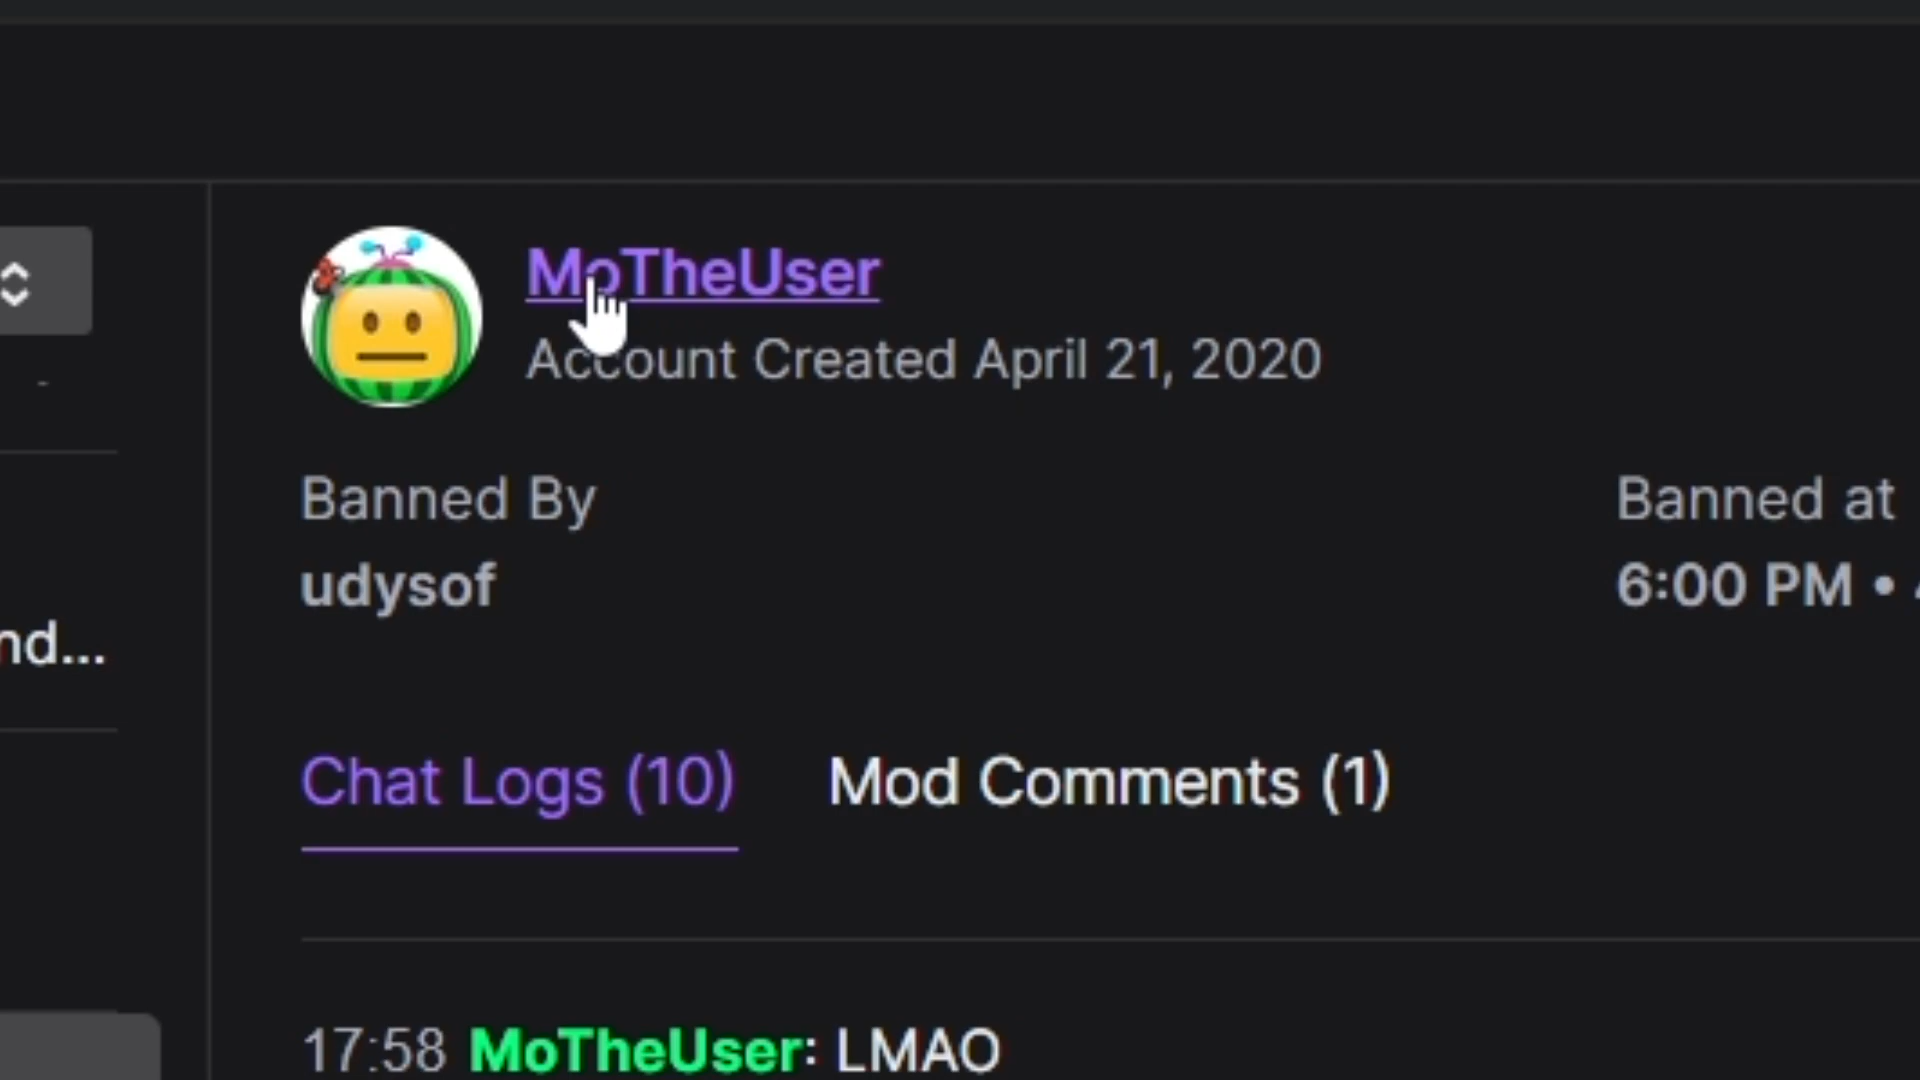 MoTheUser
Account Created April 21, 2020
Banned By
Banned at
udysof
6:00 PM •
nd...
Chat Logs (10)
Mod Comments (1)
17:58 MoTheUser: LMAO